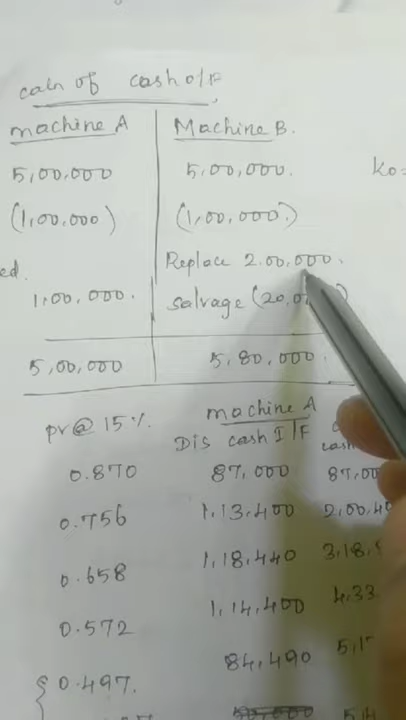 caln of cash o/f
machine A Machine B.
5,00,000 5,00,000. Ko=
(1,00,000) (1,00,000.)
ed. Replace 2.00,000.
1,00,000. Salvage
5,00,000 5,80,000.
machine A
pv@ 15%. Dis cash I/F
0.870 87,000
0.756 1,13,400
0.658 1,18,440
0.572 1,14,400
0.497. 84,490